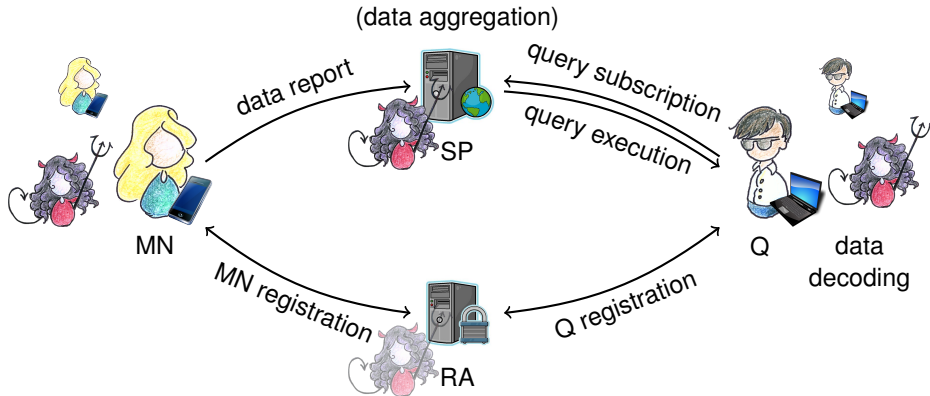 (data aggregation)
data report
query subscription
query execution
SP
MN
Q
data
decoding
MN registration
Q registration
RA